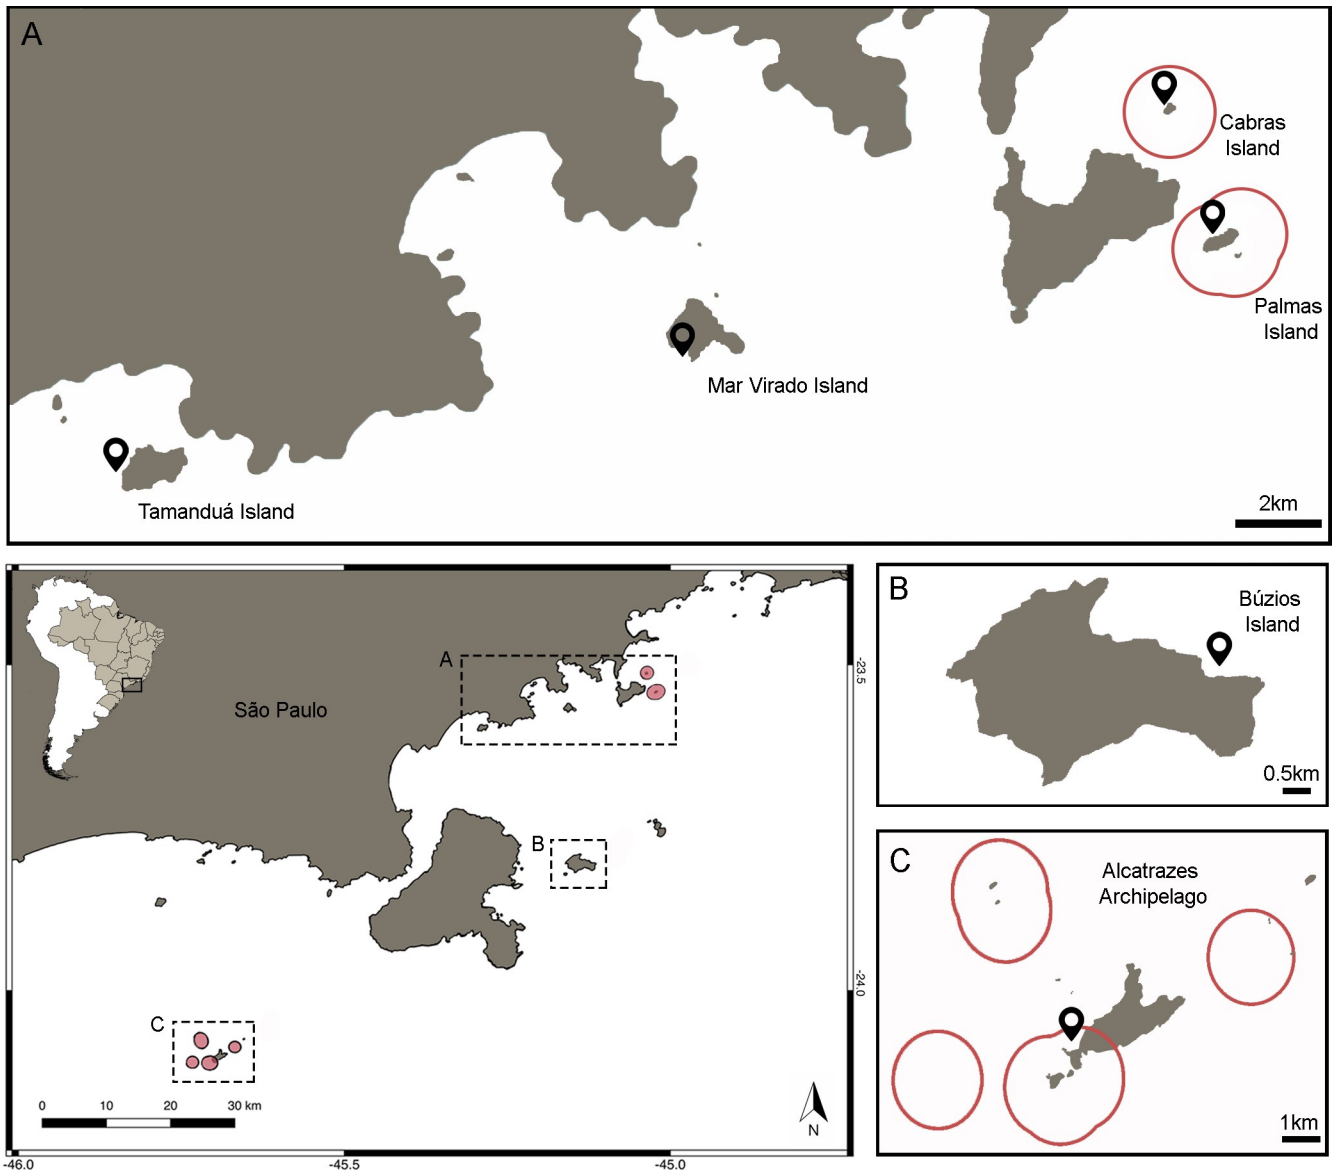 A
Cabras
Island
Palmas
Island
Mar Virado Island
Tamanduá Island
2km
A
São Paulo
B
C
0
10
20
30 km
N
-46.0
-45.5
-45.0
-23.5
-24.0
B
Búzios
Island
0.5km
C
Alcatrazes
Archipelago
1km